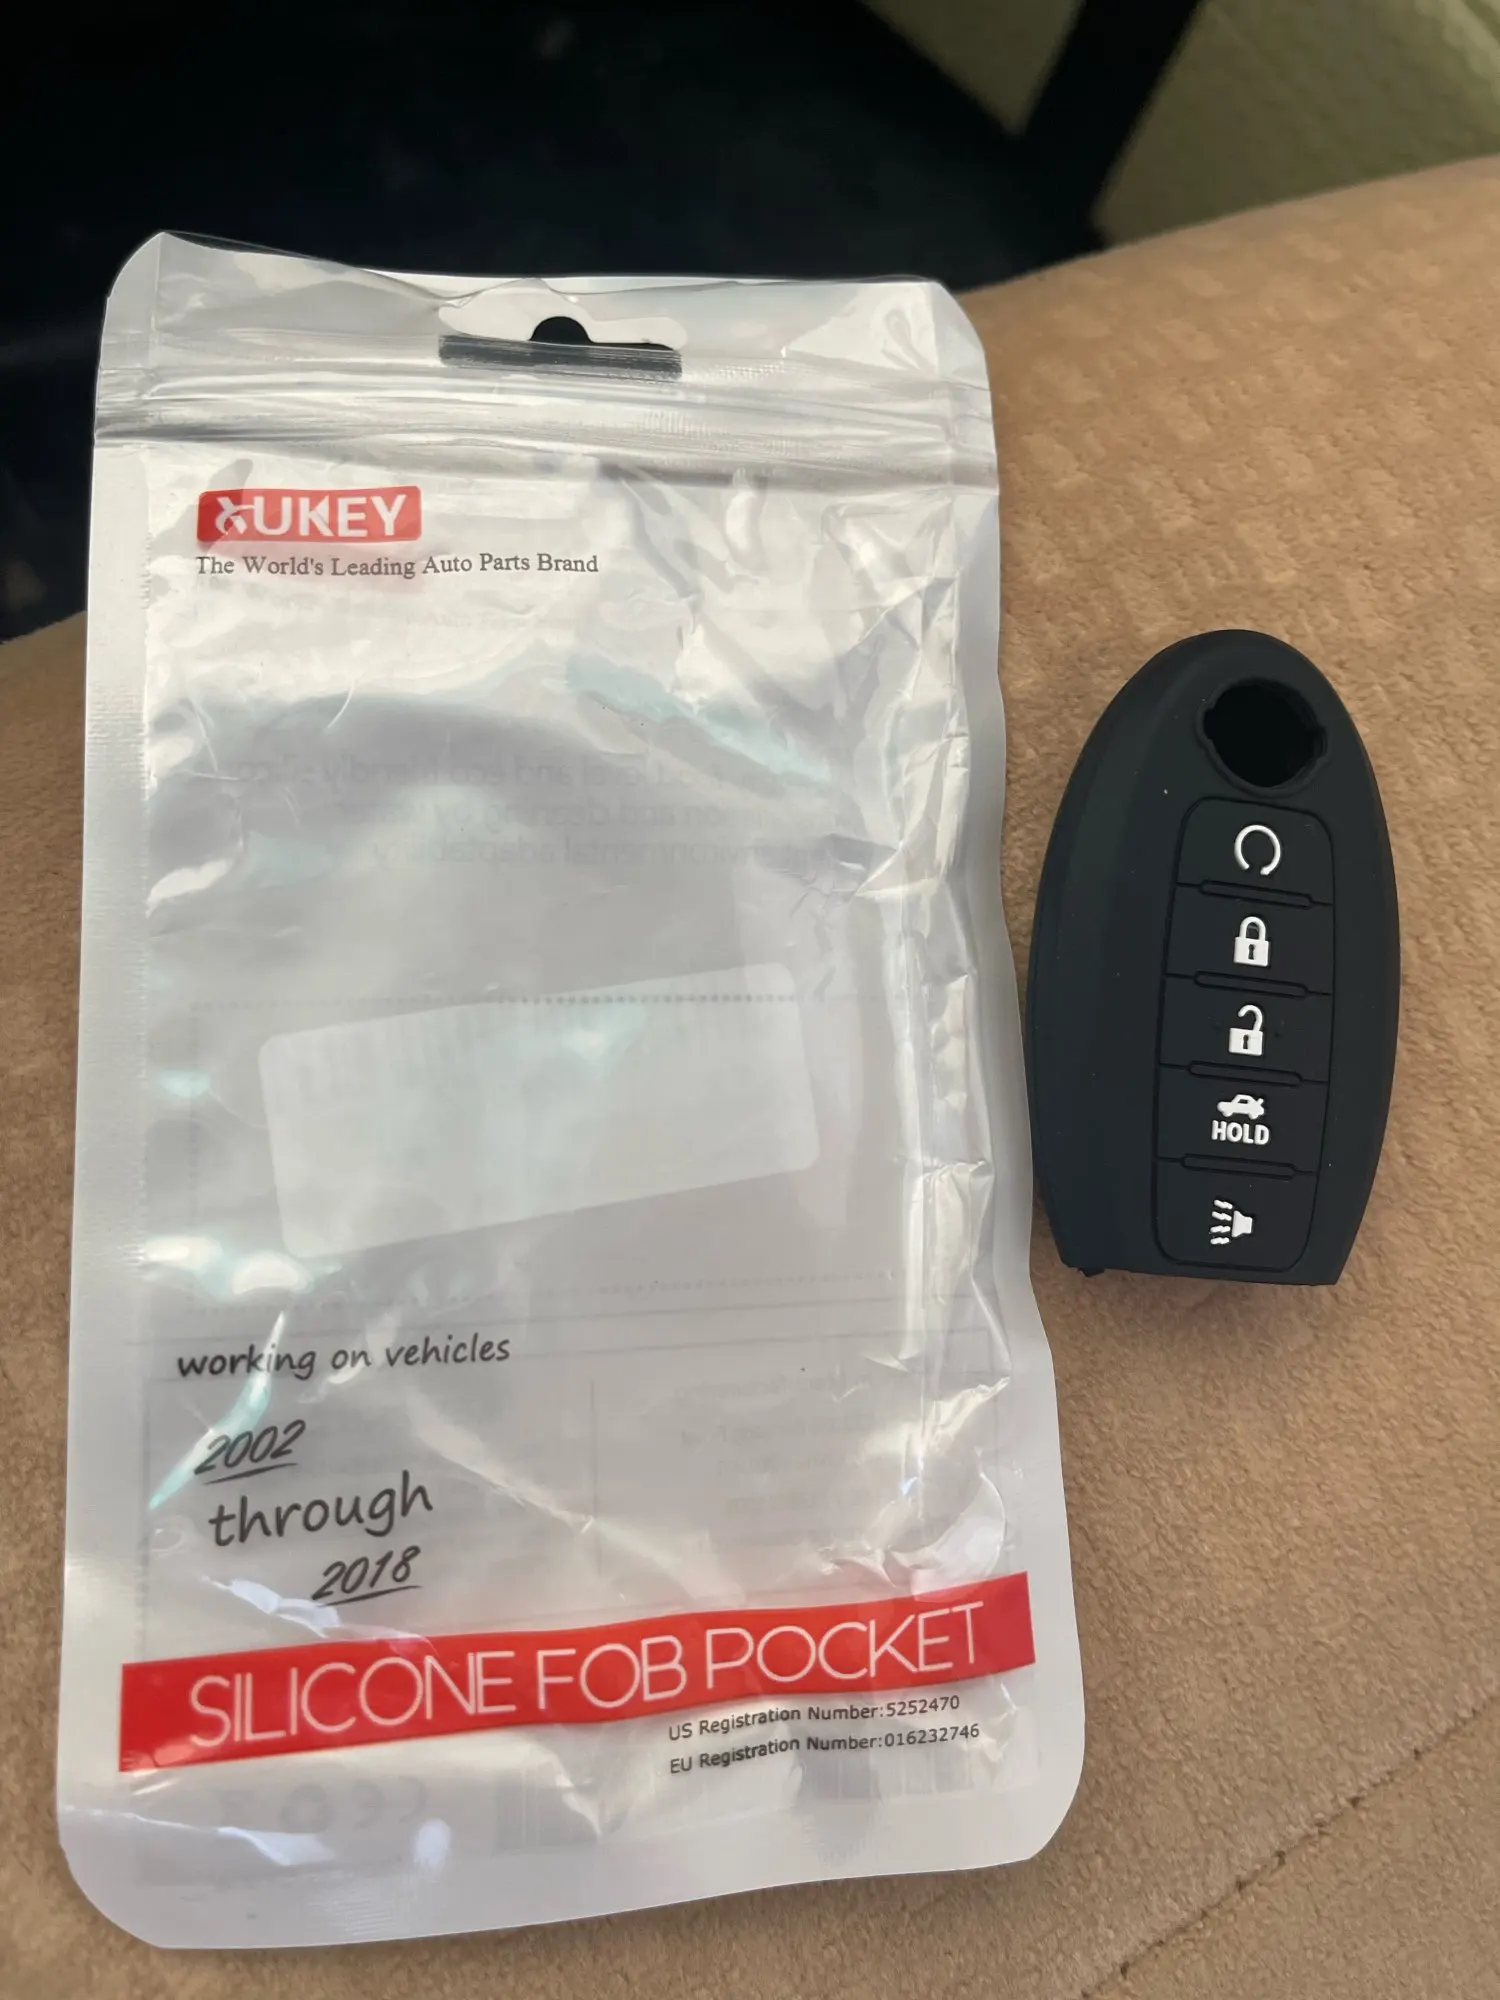 XUKEY
The World's Leading Auto Parts Brand
working on vehicles
2002
through
2018
SILICONE FOB POCKET
US Registration Number:5252470
EU Registration Number:016232746
HOLD